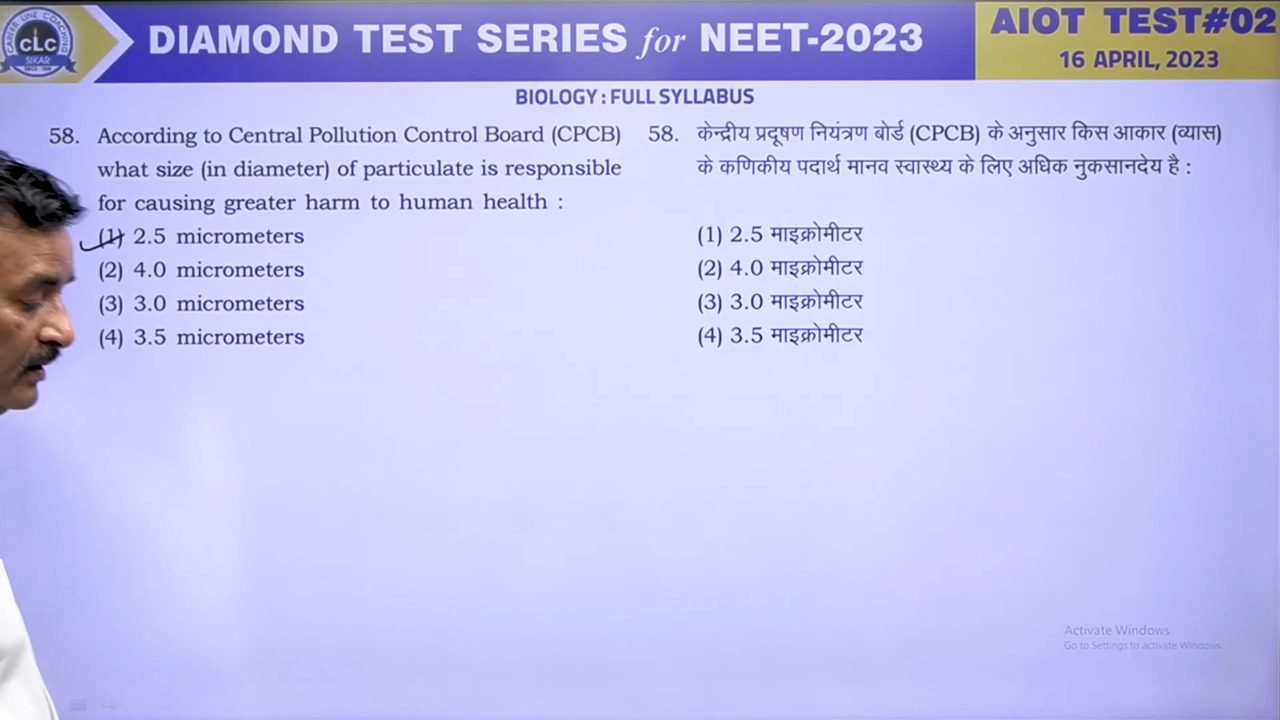 CAREER LINE COACHING
CLC
SIKAR
DIAMOND TEST SERIES for NEET-2023
AIOT TEST#02
16 APRIL, 2023
BIOLOGY : FULL SYLLABUS
58. According to Central Pollution Control Board (CPCB)
what size (in diameter) of particulate is responsible
for causing greater harm to human health :
(1) 2.5 micrometers
(2) 4.0 micrometers
(3) 3.0 micrometers
(4) 3.5 micrometers
58. केन्द्रीय प्रदूषण नियंत्रण बोर्ड (CPCB) के अनुसार किस आकार (व्यास)
के कणिकीय पदार्थ मानव स्वास्थ्य के लिए अधिक नुकसानदेय है :
(1) 2.5 माइक्रोमीटर
(2) 4.0 माइक्रोमीटर
(3) 3.0 माइक्रोमीटर
(4) 3.5 माइक्रोमीटर
Activate Windows
Go to Settings to activate Windows.